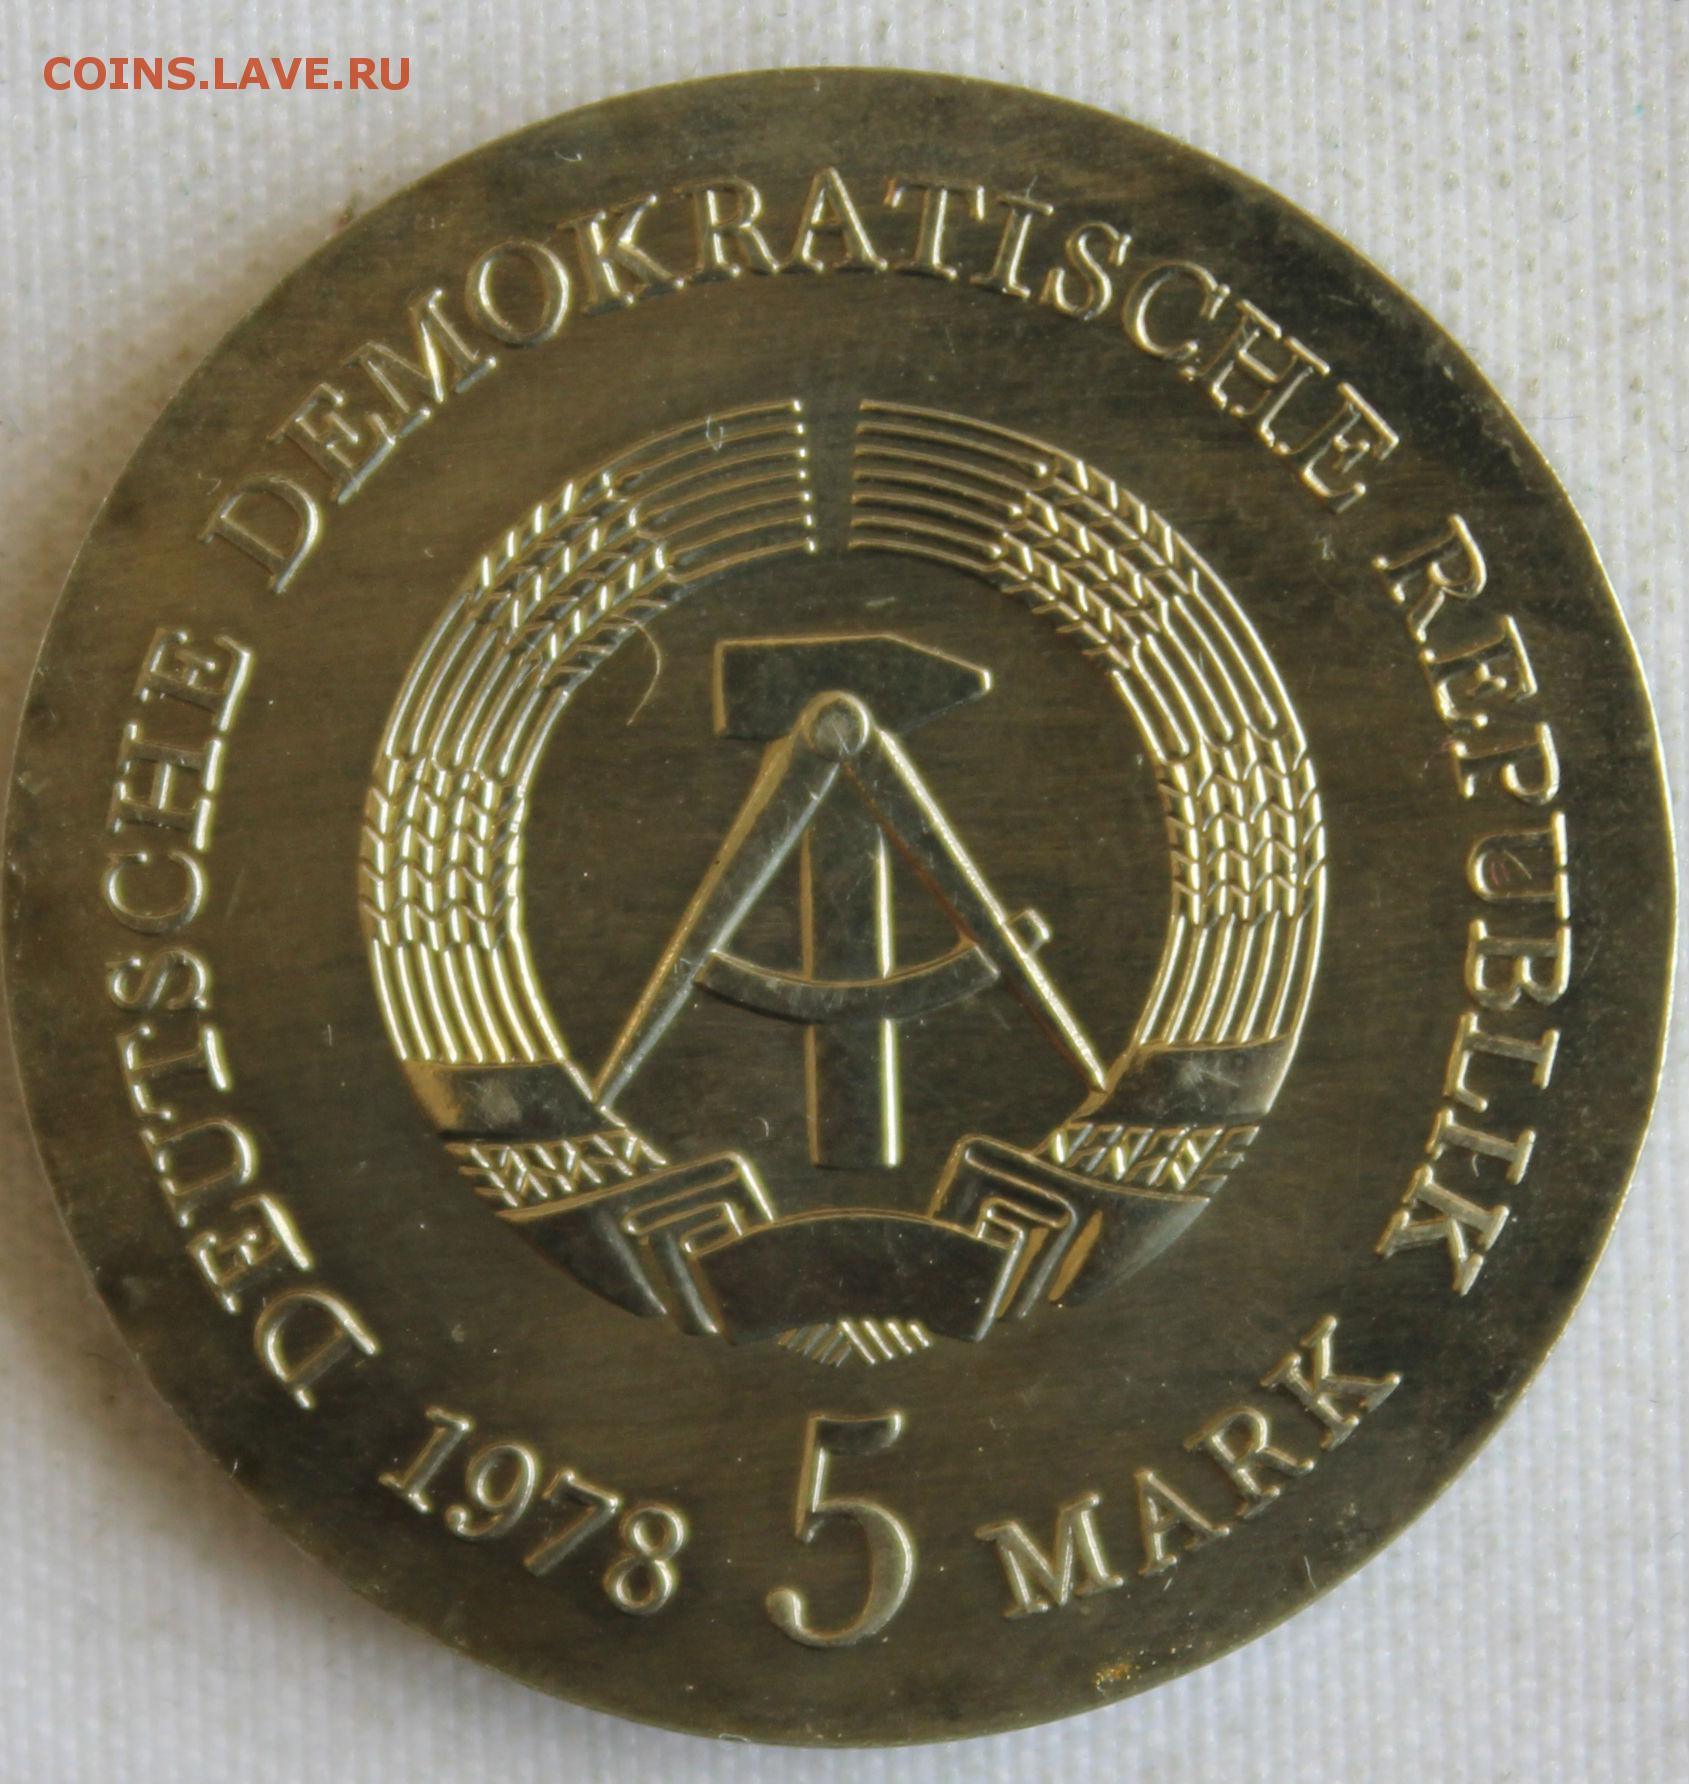 COINS.LAVE.RU
DEUTSCHE DEMOKRATISCHE REPUBLIK
1978 5 MARK